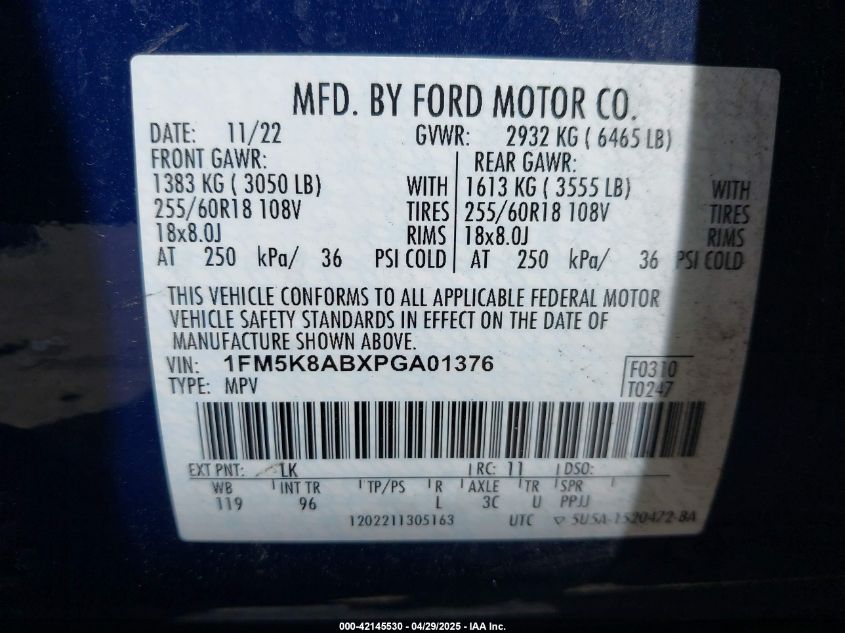 MFD. BY FORD MOTOR CO.
DATE: 11/22 GVWR: 2932 KG ( 6465 LB)
FRONT GAWR: REAR GAWR:
1383 KG ( 3050 LB) WITH 1613 KG ( 3555 LB) WITH
255/60R18 108V TIRES 255/60R18 108V TIRES
18x8.0J RIMS 18x8.0J RIMS
AT 250 kPa/ 36 PSI COLD AT 250 kPa/ 36 PSI COLD
THIS VEHICLE CONFORMS TO ALL APPLICABLE FEDERAL MOTOR
VEHICLE SAFETY STANDARDS IN EFFECT ON THE DATE OF
MANUFACTURE SHOWN ABOVE.
VIN: 1FM5K8ABXPGA01376 F0310
TYPE: MPV T0247
EXT PNT: LK RC: 11 DSO:
WB INT TR TP/PS R AXLE TR SPR
119 96 L 3C U PPJJ
1202211305163 UTC ▽ 5U5A-1520472-BA
000-42145530 - 04/29/2025 - IAA Inc.